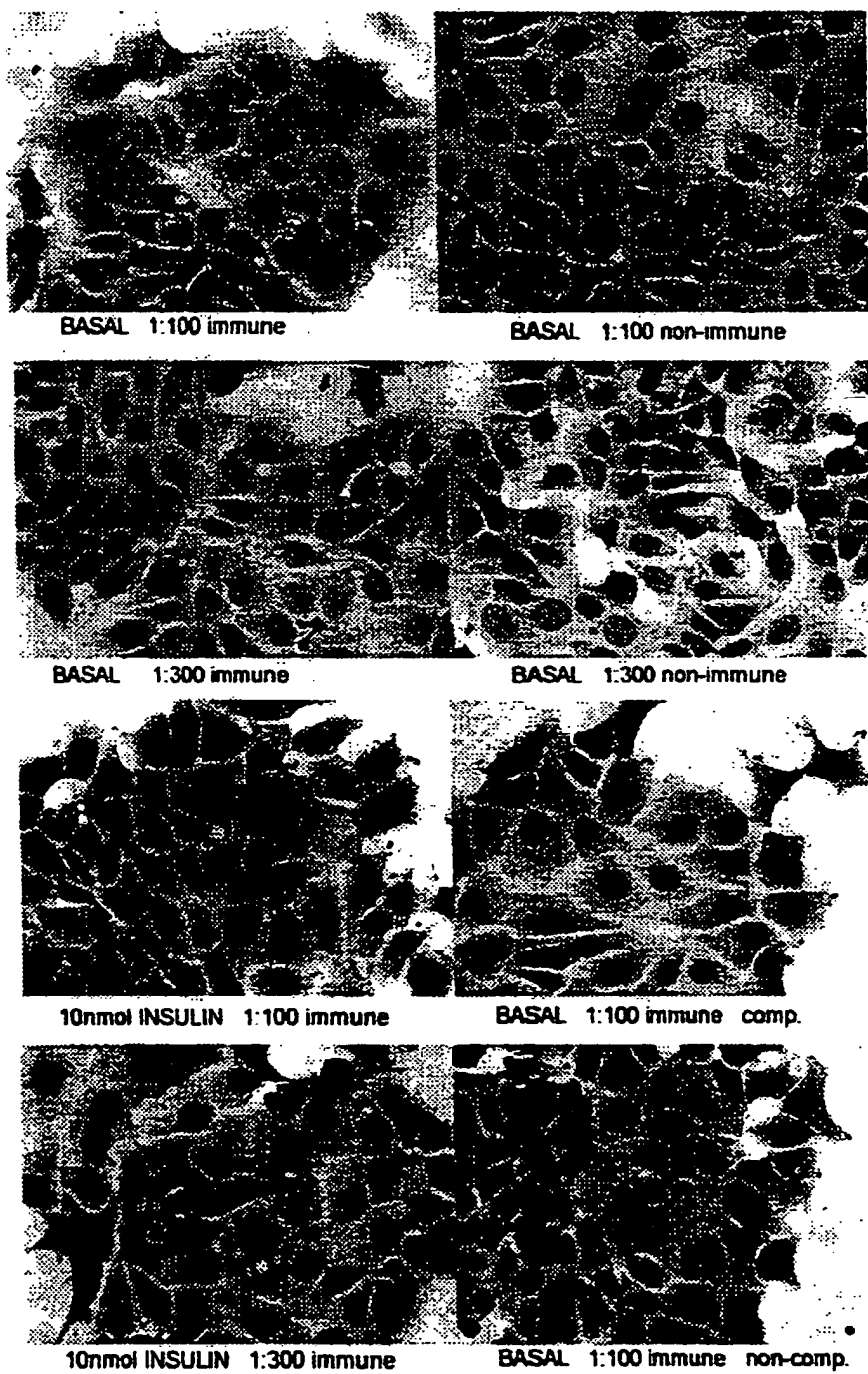 BASAL 1:100 immune
BASAL 1:100 non-immune
BASAL 1:300 immune
BASAL 1:300 non-immune
10nmol INSULIN 1:100 immune
BASAL 1:100 immune comp.
10nmol INSULIN 1:300 immune
BASAL 1:100 immune non-comp.